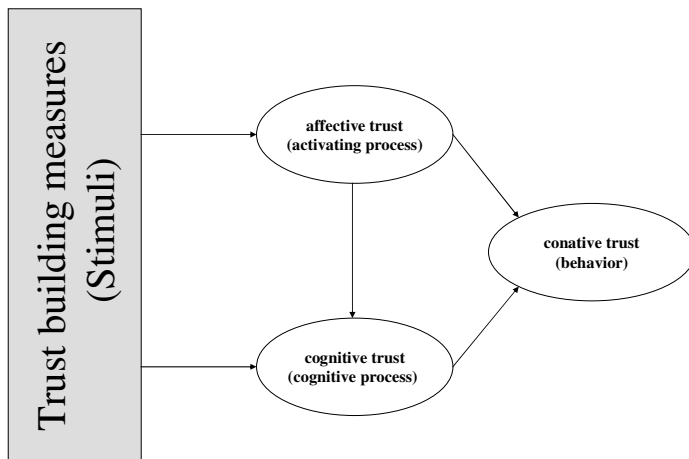 Trust building measures
(Stimuli)
affective trust
(activating process)
conative trust
(behavior)
cognitive trust
(cognitive process)